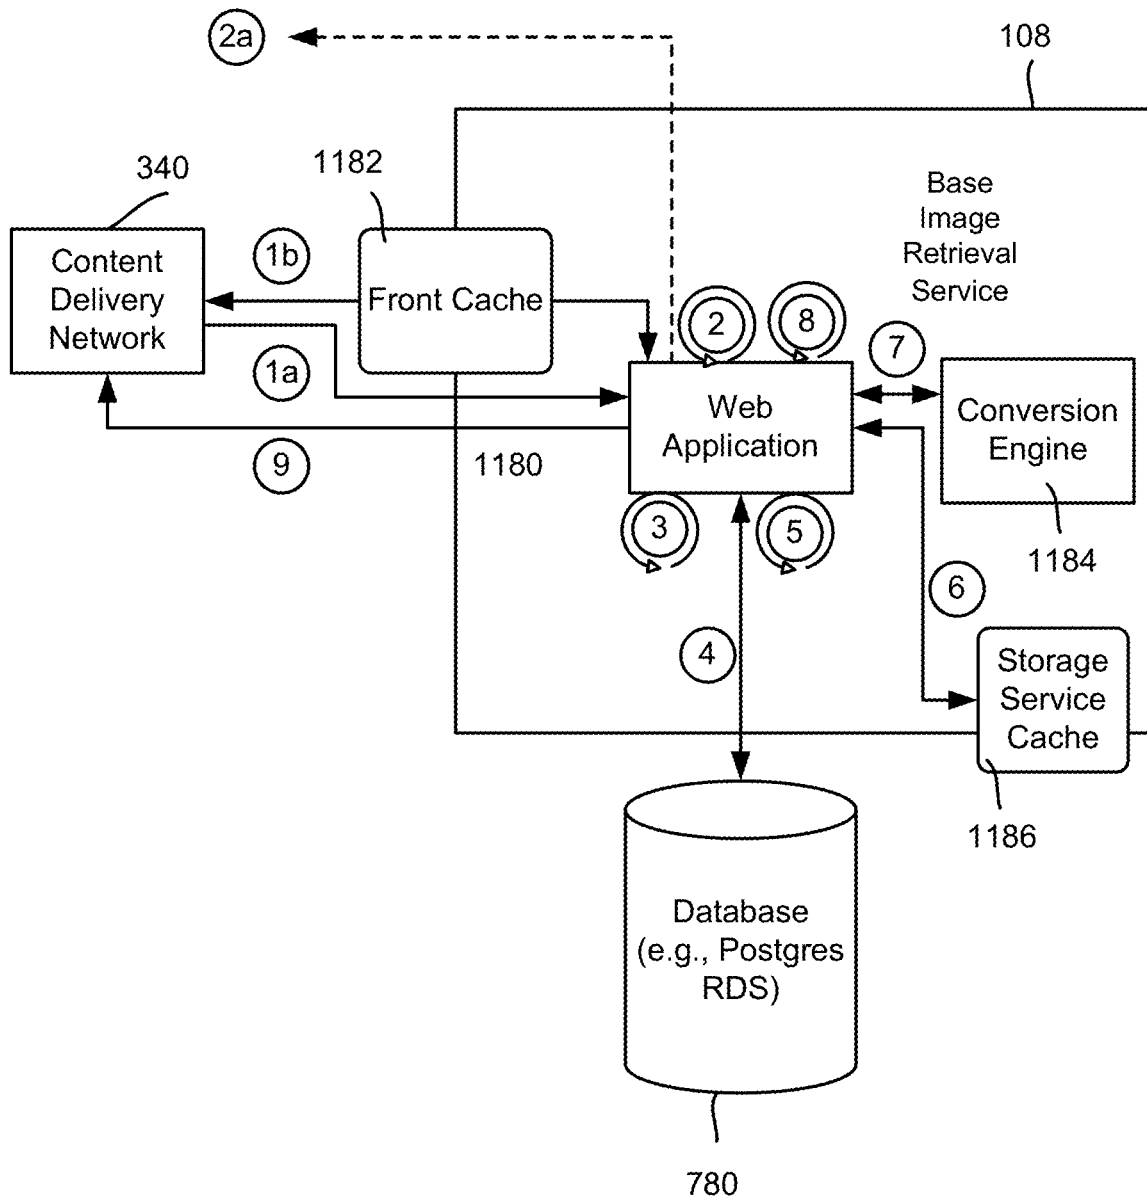 2a
108
340
1182
Base
Image
Retrieval
Service
Content
Delivery
Network
1b
Front Cache
2
8
7
1a
Web
Application
Conversion
Engine
9
1180
3
5
1184
6
4
Storage
Service
Cache
1186
Database
(e.g., Postgres
RDS)
780